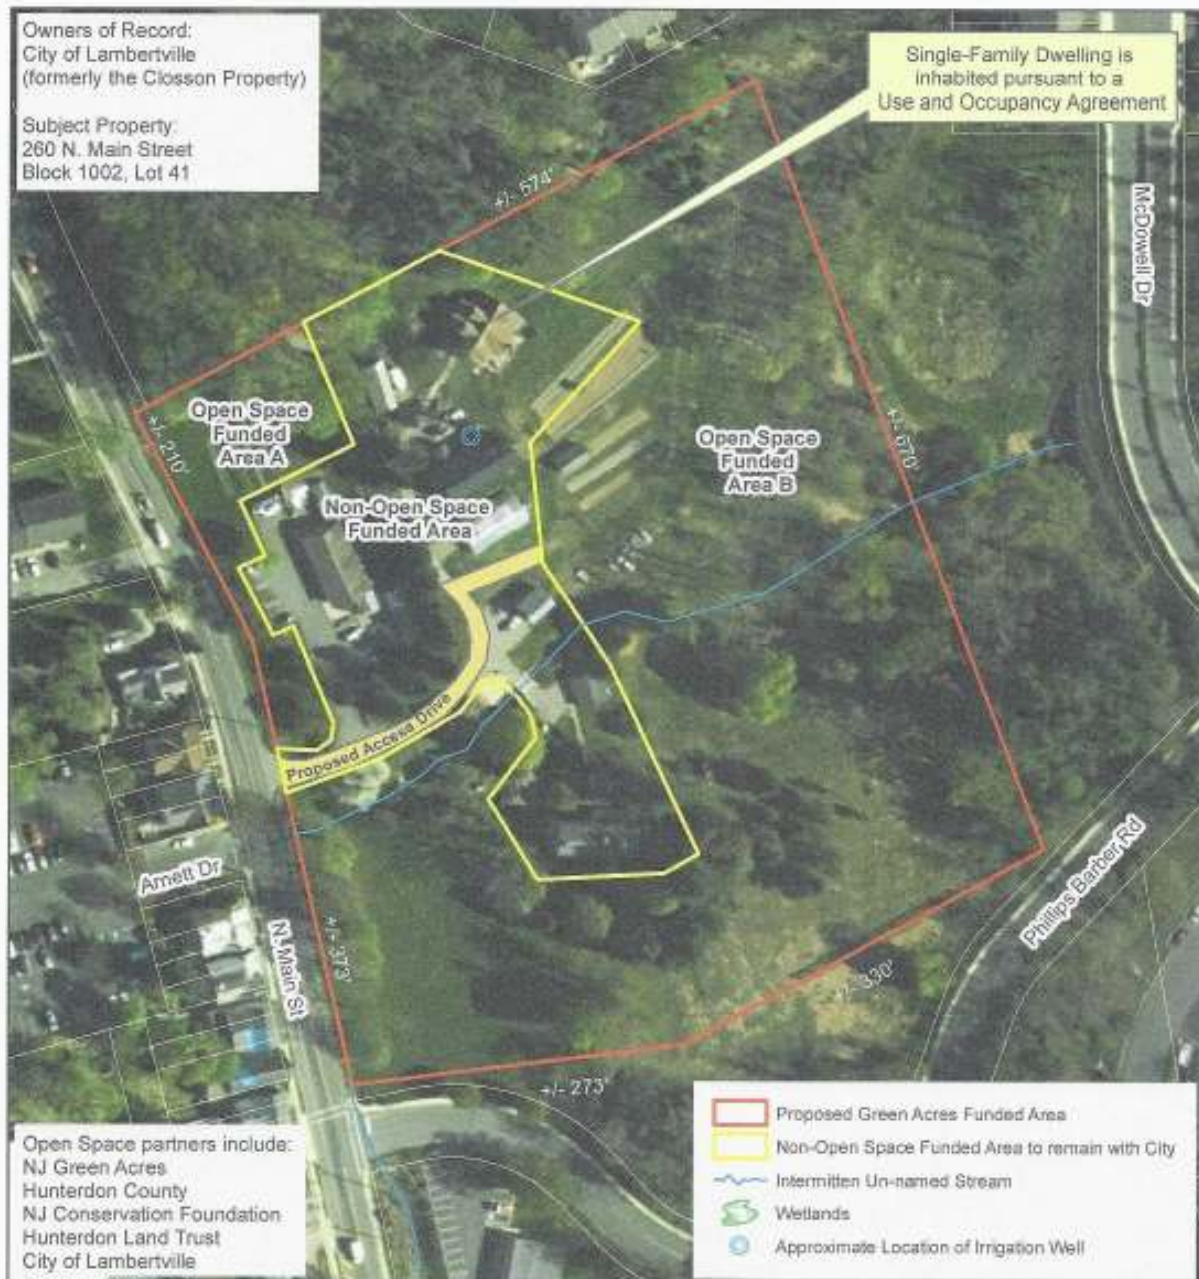 Owners of Record:
City of Lambertville
(formerly the Closson Property)
Subject Property:
260 N. Main Street
Block 1002, Lot 41
Single-Family Dwelling is
inhabited pursuant to a
Use and Occupancy Agreement
+/- 574'
McDowell Dr
Open Space
Funded
Area A
+/- 210'
Non-Open Space
Funded Area
Open Space
Funded
Area B
+/- 670'
Proposed Access Drive
Arnett Dr
N. Main St
+/- 373'
Phillips Barber Rd
+/- 330'
+/- 273'
Open Space partners include:
NJ Green Acres
Hunterdon County
NJ Conservation Foundation
Hunterdon Land Trust
City of Lambertville
Proposed Green Acres Funded Area
Non-Open Space Funded Area to remain with City
Intermitten Un-named Stream
Wetlands
Approximate Location of Irrigation Well